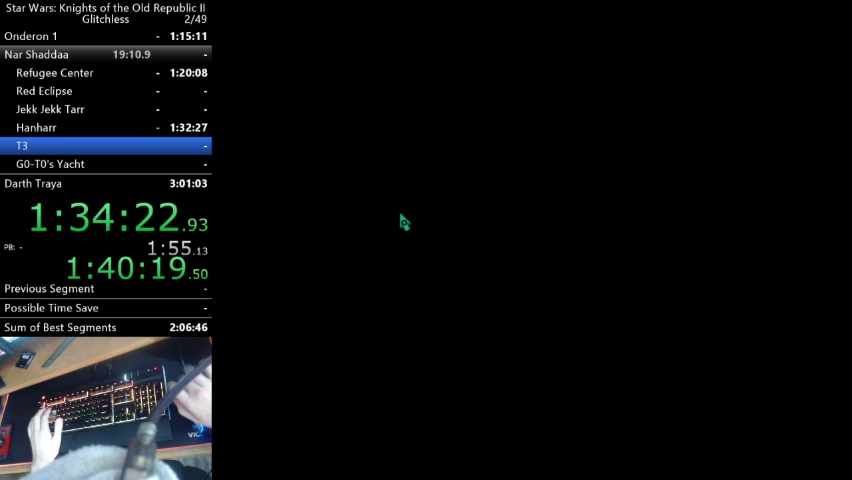 Star Wars: Knights of the Old Republic II
Glitchless 2/49
Onderon 1 - 1:15:11
Nar Shaddaa 19:10.9 -
Refugee Center - 1:20:08
Red Eclipse - -
Jekk Jekk Tarr - -
Hanharr - 1:32:27
T3 -
G0-T0's Yacht -
Darth Traya 3:01:03
1:34:22.93
PB: - 1:55.13
1:40:19.50
Previous Segment -
Possible Time Save -
Sum of Best Segments 2:06:46